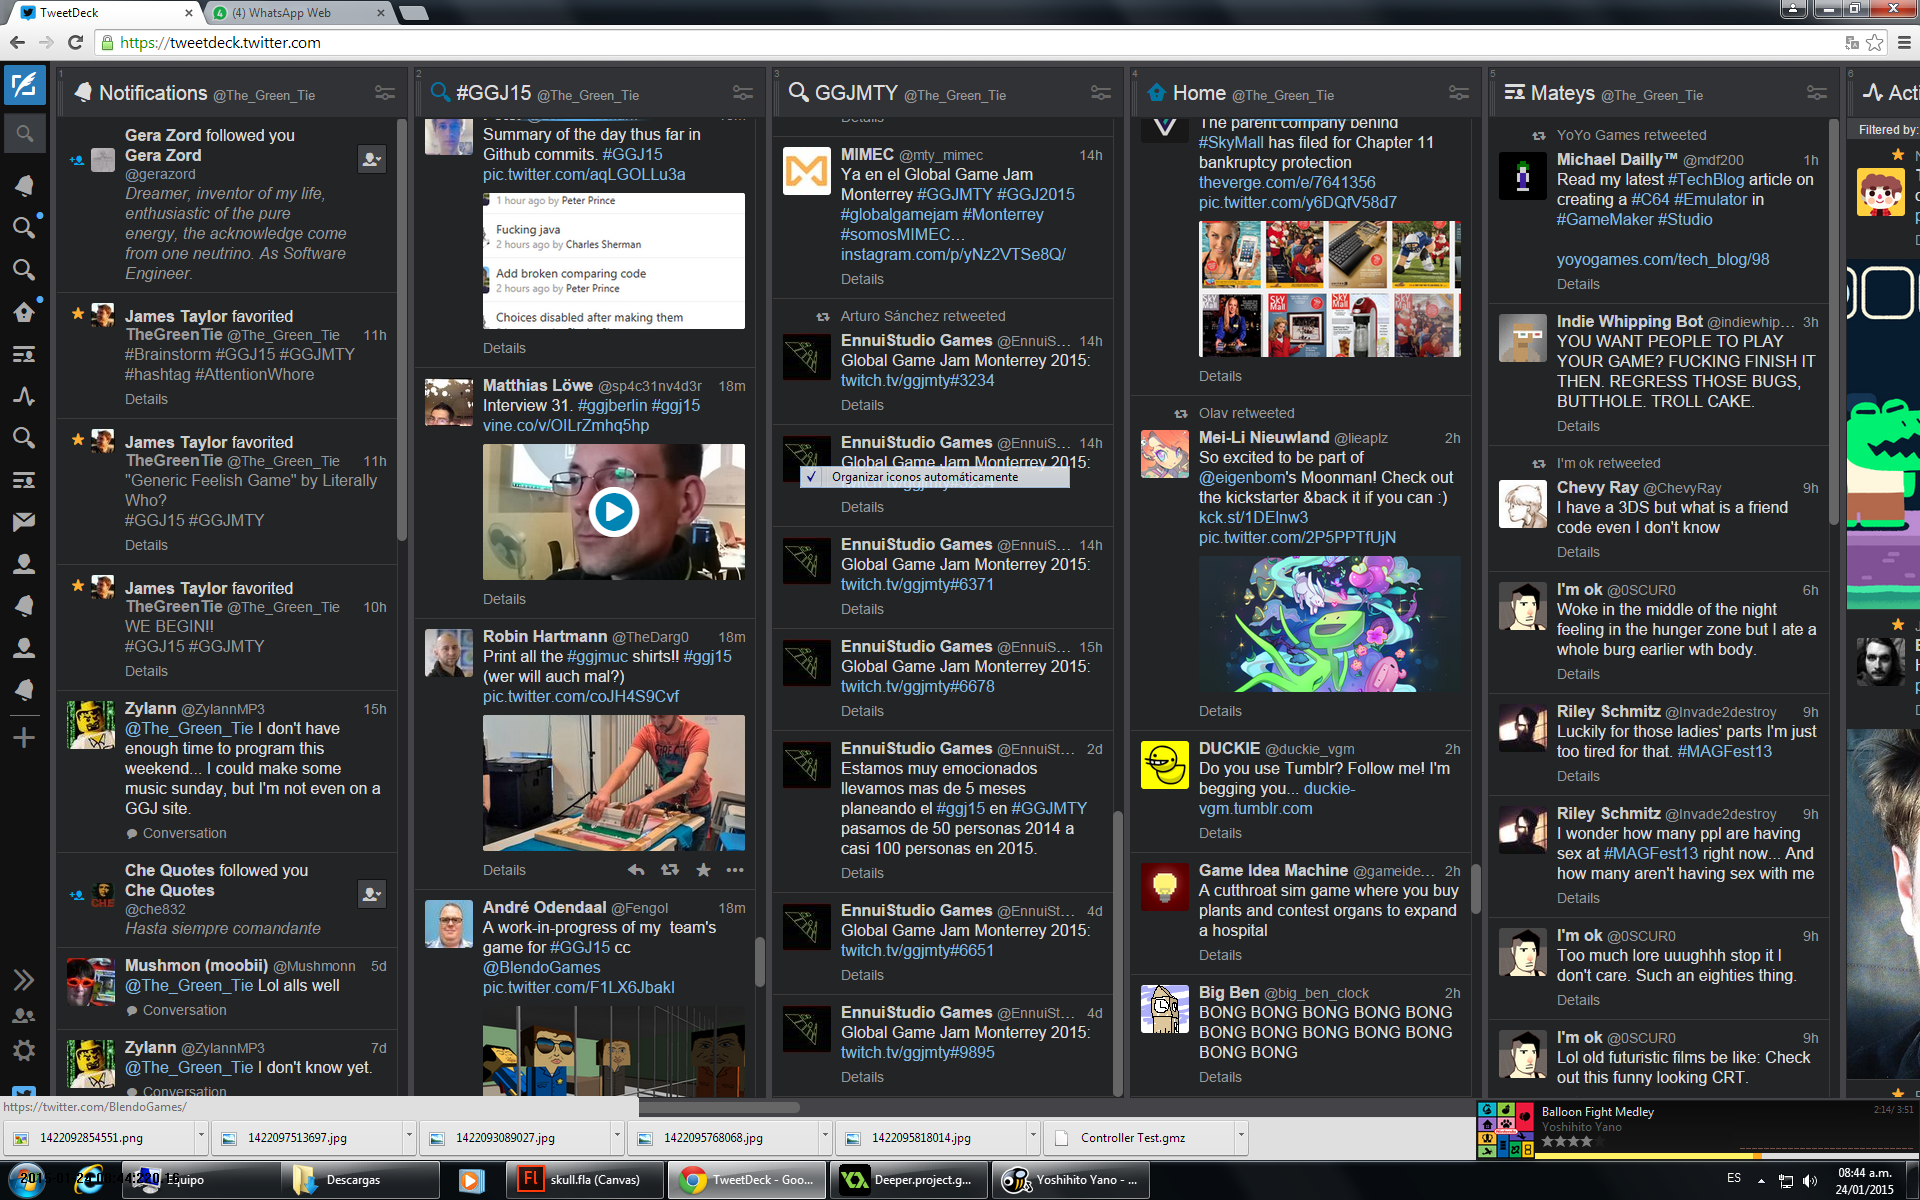 TweetDeck
(4) WhatsApp Web
https://tweetdeck.twitter.com
1
Notifications @The_Green_Tie
Gera Zord followed you
Gera Zord
@gerazord
Dreamer, inventor of my life,
enthusiastic of the pure
energy, the acknowledge come
from one neutrino. As Software
Engineer.
James Taylor favorited
TheGreenTie @The_Green_Tie 11h
#Brainstorm #GGJ15 #GGJMTY
#hashtag #AttentionWhore
Details
James Taylor favorited
TheGreenTie @The_Green_Tie 11h
"Generic Feelish Game" by Literally
Who?
#GGJ15 #GGJMTY
Details
James Taylor favorited
TheGreenTie @The_Green_Tie 10h
WE BEGIN!!
#GGJ15 #GGJMTY
Details
Zylann @ZylannMP3 15h
@The_Green_Tie I don't have
enough time to program this
weekend... I could make some
music sunday, but I'm not even on a
GGJ site.
Conversation
Che Quotes followed you
Che Quotes
@che832
Hasta siempre comandante
Mushmon (moobii) @Mushmonn 5d
@The_Green_Tie Lol alls well
Conversation
Zylann @ZylannMP3 7d
@The_Green_Tie I don't know yet.
Conversation
2
#GGJ15 @The_Green_Tie
Summary of the day thus far in
Github commits. #GGJ15
pic.twitter.com/aqLGOLLu3a
1 hour ago by Peter Prince
Fucking java
2 hours ago by Charles Sherman
Add broken comparing code
2 hours ago by Peter Prince
Choices disabled after making them
Details
Matthias Löwe @sp4c31nv4d3r 18m
Interview 31. #ggjberlin #ggj15
vine.co/v/OILrZmhq5hp
Details
Robin Hartmann @TheDarg0 18m
Print all the #ggjmuc shirts!! #ggj15
(wer will auch mal?)
pic.twitter.com/coJH4S9Cvf
Details
André Odendaal @Fengol 18m
A work-in-progress of my team's
game for #GGJ15 cc
@BlendoGames
pic.twitter.com/F1LX6JbakI
3
GGJMTY @The_Green_Tie
Details
MIMEC @mty_mimec 14h
Ya en el Global Game Jam
Monterrey #GGJMTY #GGJ2015
#globalgamejam #Monterrey
#somosMIMEC…
instagram.com/p/yNz2VTSe8Q/
Details
Arturo Sánchez retweeted
EnnuiStudio Games @EnnuiS... 14h
Global Game Jam Monterrey 2015:
twitch.tv/ggjmty#3234
Details
EnnuiStudio Games @EnnuiS... 14h
Global Game Jam Monterrey 2015:
✓ Organizar iconos automáticamente
Details
EnnuiStudio Games @EnnuiS... 14h
Global Game Jam Monterrey 2015:
twitch.tv/ggjmty#6371
Details
EnnuiStudio Games @EnnuiS... 15h
Global Game Jam Monterrey 2015:
twitch.tv/ggjmty#6678
Details
EnnuiStudio Games @EnnuiSt... 2d
Estamos muy emocionados
llevamos mas de 5 meses
planeando el #ggj15 en #GGJMTY
pasamos de 50 personas 2014 a
casi 100 personas en 2015.
Details
EnnuiStudio Games @EnnuiSt... 4d
Global Game Jam Monterrey 2015:
twitch.tv/ggjmty#6651
Details
EnnuiStudio Games @EnnuiSt... 4d
Global Game Jam Monterrey 2015:
twitch.tv/ggjmty#9895
Details
4
Home @The_Green_Tie
The parent company behind
#SkyMall has filed for Chapter 11
bankruptcy protection
theverge.com/e/7641356
pic.twitter.com/y6DQfV58d7
Details
Olav retweeted
Mei-Li Nieuwland @lieaplz 2h
So excited to be part of
@eigenbom's Moonman! Check out
the kickstarter &back it if you can :)
kck.st/1DElnw3
pic.twitter.com/2P5PPTfUjN
Details
DUCKIE @duckie_vgm 2h
Do you use Tumblr? Follow me! I'm
begging you... duckie-
vgm.tumblr.com
Details
Game Idea Machine @gameide... 2h
A cutthroat sim game where you buy
plants and contest organs to expand
a hospital
Details
Big Ben @big_ben_clock 2h
BONG BONG BONG BONG BONG
BONG BONG BONG BONG BONG
BONG BONG
Details
5
Mateys @The_Green_Tie
YoYo Games retweeted
Michael Dailly™ @mdf200 1h
Read my latest #TechBlog article on
creating a #C64 #Emulator in
#GameMaker #Studio
yoyogames.com/tech_blog/98
Details
Indie Whipping Bot @indiewhip... 3h
YOU WANT PEOPLE TO PLAY
YOUR GAME? FUCKING FINISH IT
THEN. REGRESS THOSE BUGS,
BUTTHOLE. TROLL CAKE.
Details
I'm ok retweeted
Chevy Ray @ChevyRay 9h
I have a 3DS but what is a friend
code even I don't know
Details
I'm ok @0SCUR0 6h
Woke in the middle of the night
feeling in the hunger zone but I ate a
whole burg earlier wth body.
Details
Riley Schmitz @Invade2destroy 9h
Luckily for those ladies' parts I'm just
too tired for that. #MAGFest13
Details
Riley Schmitz @Invade2destroy 9h
I wonder how many ppl are having
sex at #MAGFest13 right now... And
how many aren't having sex with me
Details
I'm ok @0SCUR0 9h
Too much lore uuughhh stop it I
don't care. Such an eighties thing.
Details
I'm ok @0SCUR0 9h
Lol old futuristic films be like: Check
out this funny looking CRT.
6
Acti
Filtered by:
https://twitter.com/BlendoGames/
1422092854551.png
1422097513697.jpg
1422093089027.jpg
1422095768068.jpg
1422095818014.jpg
Controller Test.gmz
Balloon Fight Medley
2:14/ 3:51
Yoshihito Yano
Equipo
Descargas
skull.fla (Canvas)
TweetDeck - Goo...
Deeper.project.g...
Yoshihito Yano - ...
ES
08:44 a.m.
24/01/2015